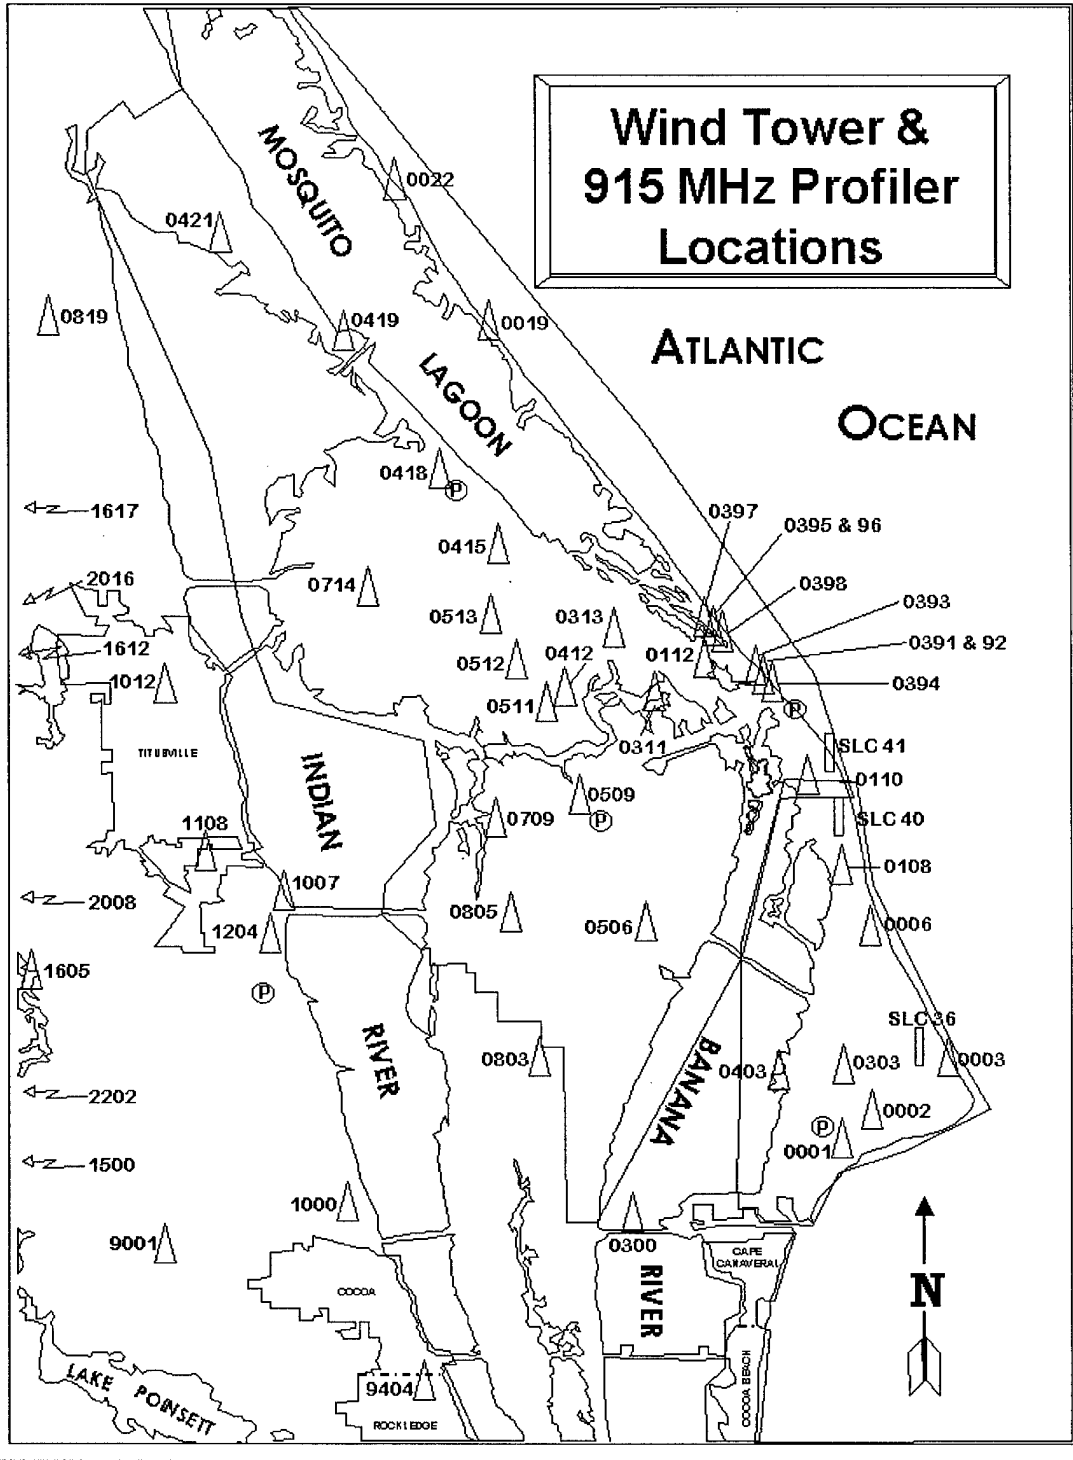 Wind Tower &
915 MHz Profiler
Locations
MOSQUITO
LAGOON
ATLANTIC
OCEAN
0022
0421
0819
0419
0019
0418
P
1617
0397
0395 & 96
0415
2016
0714
0398
0393
0513
0313
1612
0391 & 92
0512
0412
0112
1012
0394
0511
P
0311
TITUSVILLE
SLC 41
INDIAN
0110
0509
0709
P
SLC 40
1108
0108
1007
2008
0805
0506
0006
1204
1605
P
SLC 36
RIVER
0803
BANANA
0403
0303
0003
2202
0002
P
0001
1500
1000
9001
0300
CAPE
CANAVERAL
RIVER
COCOA
N
LAKE POINSETT
9404
COCOA BEACH
ROCKLEDGE